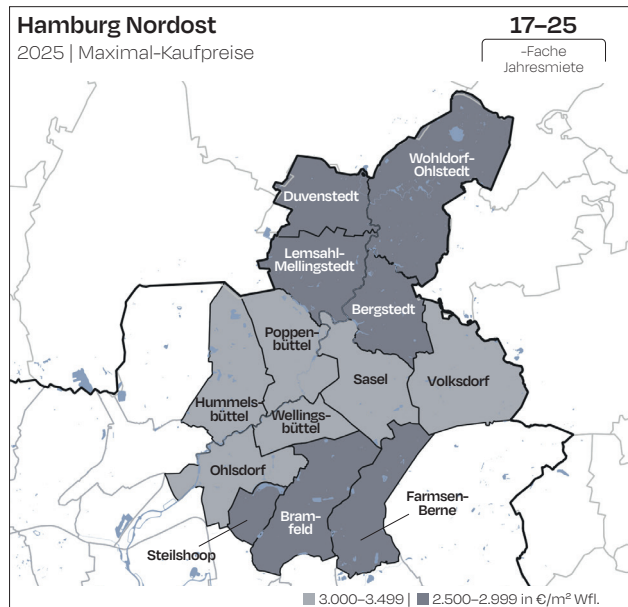 Hamburg Nordost
2025 | Maximal-Kaufpreise
17–25
-Fache
Jahresmiete
Wohldorf-
Ohlstedt
Duvenstedt
Lemsahl-
Mellingstedt
Bergstedt
Poppen-
büttel
Sasel
Volksdorf
Hummels-
büttel
Wellings-
büttel
Ohlsdorf
Farmsen-
Berne
Bram-
feld
Steilshoop
3.000–3.499 | 2.500–2.999 in €/m² Wfl.